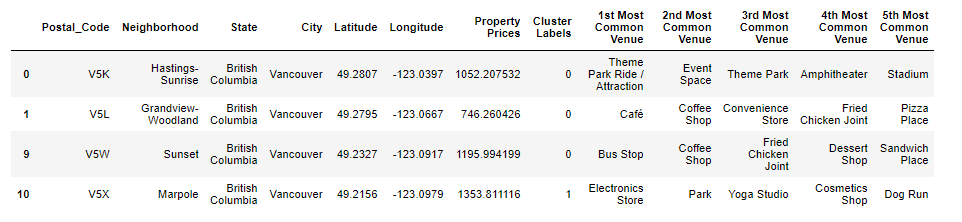 Postal_Code Neighborhood State City Latitude Longitude Property Prices Cluster Labels 1st Most Common Venue 2nd Most Common Venue 3rd Most Common Venue 4th Most Common Venue 5th Most Common Venue
0 V5K Hastings-Sunrise British Columbia Vancouver 49.2807 -123.0397 1052.207532 0 Theme Park Ride / Attraction Event Space Theme Park Amphitheater Stadium
1 V5L Grandview-Woodland British Columbia Vancouver 49.2795 -123.0667 746.260426 0 Café Coffee Shop Convenience Store Fried Chicken Joint Pizza Place
9 V5W Sunset British Columbia Vancouver 49.2327 -123.0917 1195.994199 0 Bus Stop Coffee Shop Fried Chicken Joint Dessert Shop Sandwich Place
10 V5X Marpole British Columbia Vancouver 49.2156 -123.0979 1353.811116 1 Electronics Store Park Yoga Studio Cosmetics Shop Dog Run